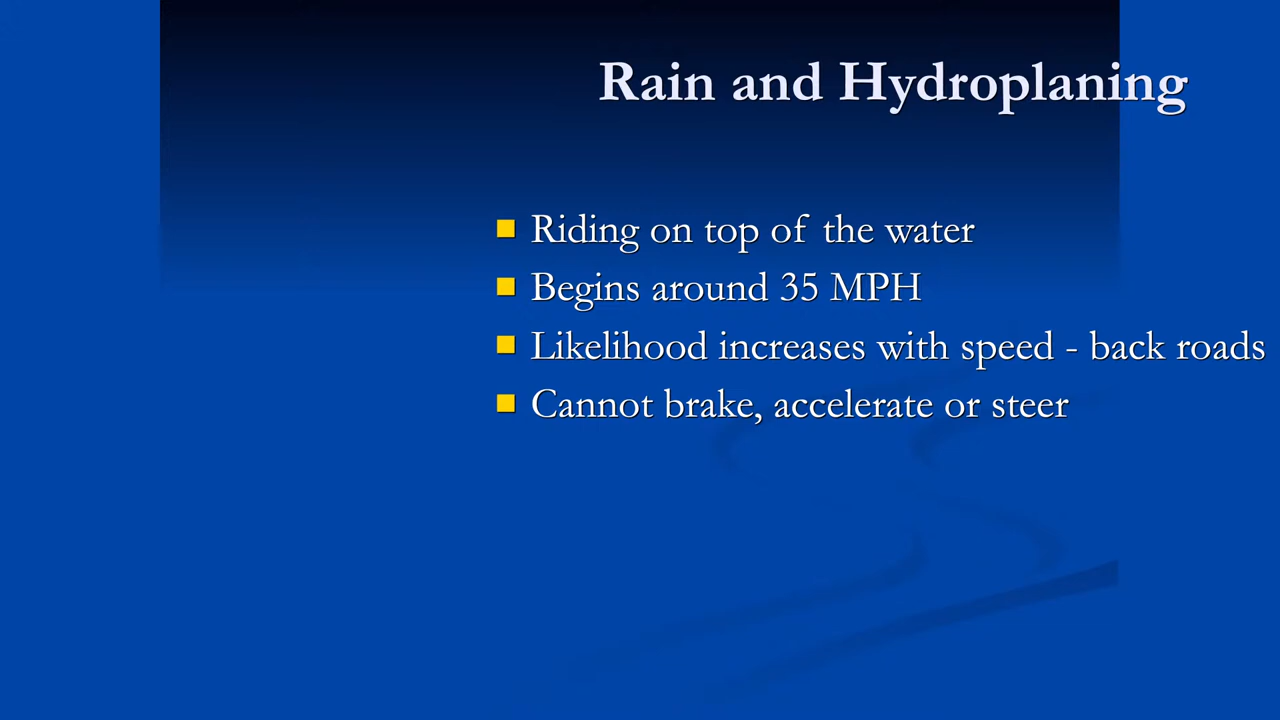 Rain and Hydroplaning
Riding on top of the water
Begins around 35 MPH
Likelihood increases with speed - back roads
Cannot brake, accelerate or steer